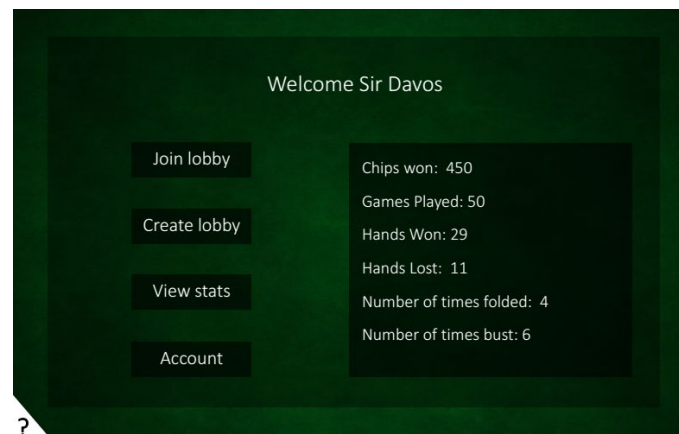 Welcome Sir Davos
Join lobby
Create lobby
View stats
Account
Chips won: 450
Games Played: 50
Hands Won: 29
Hands Lost: 11
Number of times folded: 4
Number of times bust: 6
?